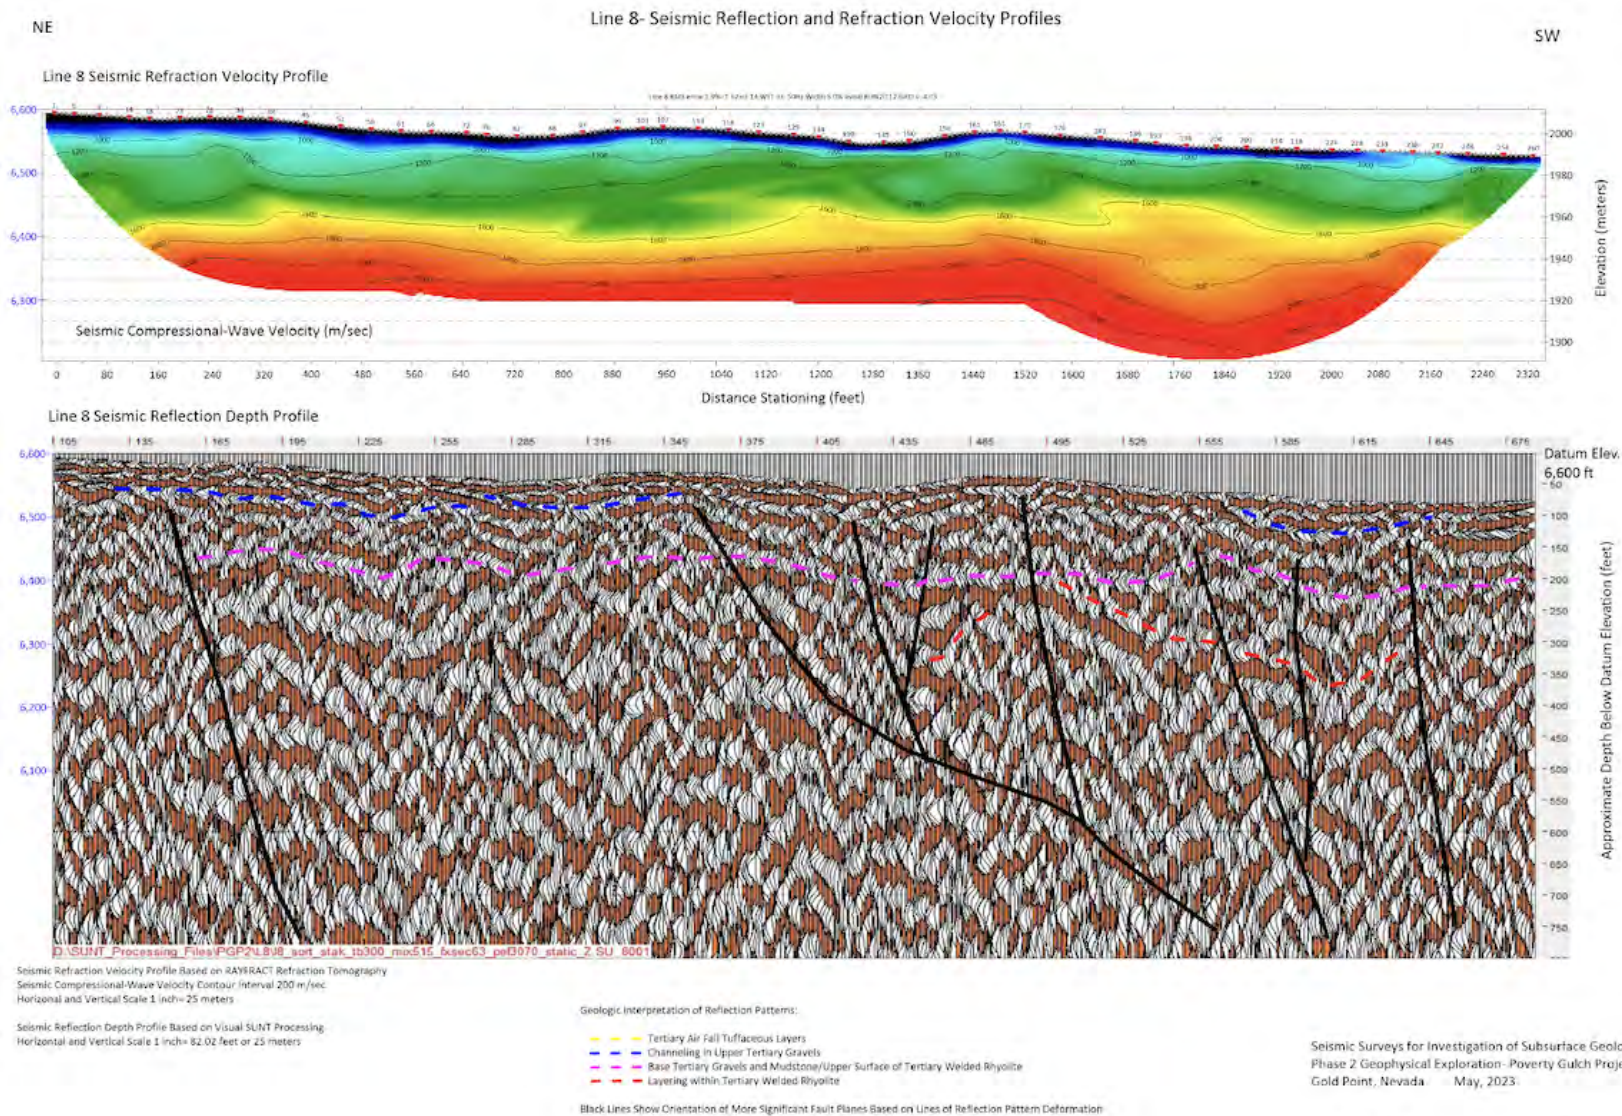 Line 8- Seismic Reflection and Refraction Velocity Profiles
NE
SW
Line 8 Seismic Refraction Velocity Profile
6,600
6,500
6,400
6,300
2000
1980
1960
1940
1920
1900
Elevation (meters)
Seismic Compressional-Wave Velocity (m/sec)
0 80 160 240 320 400 480 560 640 720 800 880 960 1040 1120 1200 1280 1360 1440 1520 1600 1680 1760 1840 1920 2000 2080 2160 2240 2320
Distance Stationing (feet)
Line 8 Seismic Reflection Depth Profile
105 135 165 195 225 255 285 315 345 375 405 435 465 495 525 555 585 615 645 675
6,600
6,500
6,400
6,300
6,200
6,100
Datum Elev.
6,600 ft
50
100
150
200
250
300
350
400
450
500
550
600
650
700
750
Approximate Depth Below Datum Elevation (feet)
Seismic Refraction Velocity Profile Based on RAYFRACT Refraction Tomography
Seismic Compressional-Wave Velocity Contour Interval 200 m/sec
Horizonal and Vertical Scale 1 inch= 25 meters
Seismic Reflection Depth Profile Based on Visual SUNT Processing
Horizontal and Vertical Scale 1 inch= 82.02 feet or 25 meters
Geologic Interpretation of Reflection Patterns:
Tertiary Air Fall Tuffaceous Layers
Channeling in Upper Tertiary Gravels
Base Tertiary Gravels and Mudstone/Upper Surface of Tertiary Welded Rhyolite
Layering within Tertiary Welded Rhyolite
Black Lines Show Orientation of More Significant Fault Planes Based on Lines of Reflection Pattern Deformation
Seismic Surveys for Investigation of Subsurface Geolo
Phase 2 Geophysical Exploration- Poverty Gulch Proje
Gold Point, Nevada May, 2023